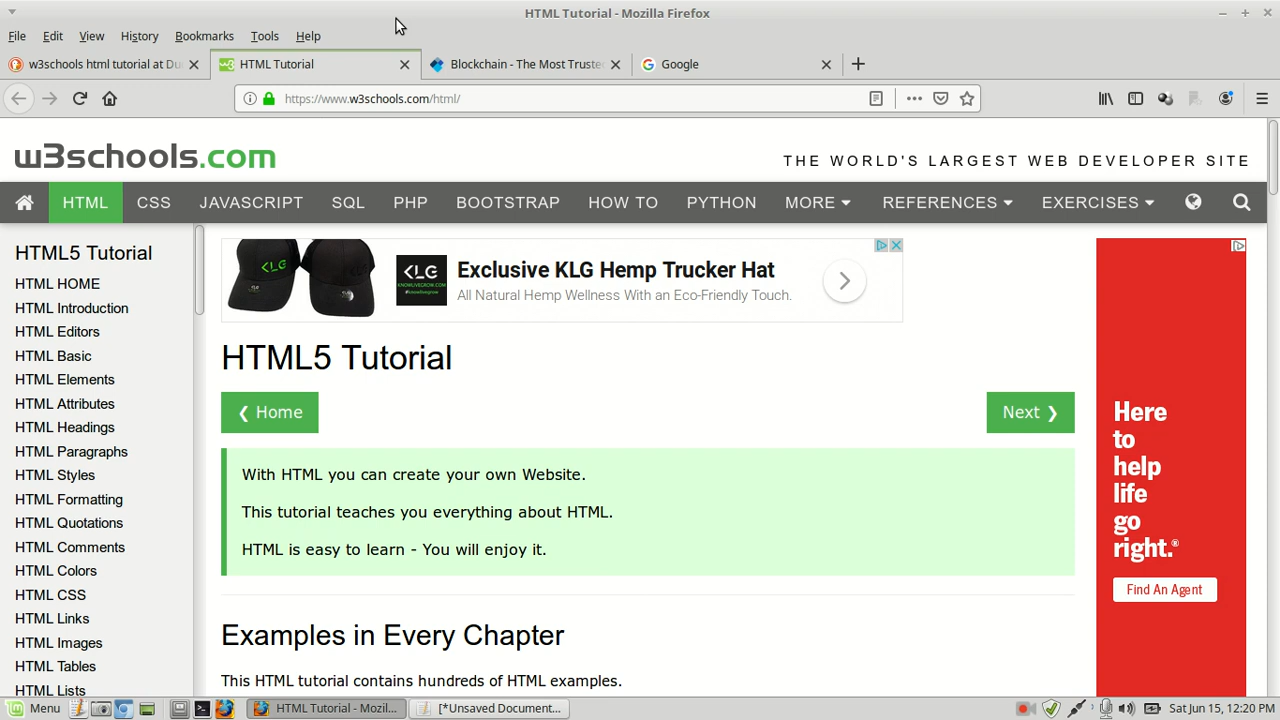 HTML Tutorial - Mozilla Firefox
File Edit View History Bookmarks Tools Help
w3schools html tutorial at Du
HTML Tutorial
Blockchain - The Most Truste
Google
https://www.w3schools.com/html/
w3schools.com
THE WORLD'S LARGEST WEB DEVELOPER SITE
HTML CSS JAVASCRIPT SQL PHP BOOTSTRAP HOW TO PYTHON MORE REFERENCES EXERCISES
HTML5 Tutorial
HTML HOME
HTML Introduction
HTML Editors
HTML Basic
HTML Elements
HTML Attributes
HTML Headings
HTML Paragraphs
HTML Styles
HTML Formatting
HTML Quotations
HTML Comments
HTML Colors
HTML CSS
HTML Links
HTML Images
HTML Tables
HTML Lists
KLG
KLG
KNOWLIVEGROW.COM
Exclusive KLG Hemp Trucker Hat
All Natural Hemp Wellness With an Eco-Friendly Touch.
HTML5 Tutorial
❮ Home
Next ❯
With HTML you can create your own Website.
This tutorial teaches you everything about HTML.
HTML is easy to learn - You will enjoy it.
Examples in Every Chapter
This HTML tutorial contains hundreds of HTML examples.
Here
to
help
life
go
right.®
Find An Agent
Menu
HTML Tutorial - Mozil...
[*Unsaved Document...
Sat Jun 15, 12:20 PM